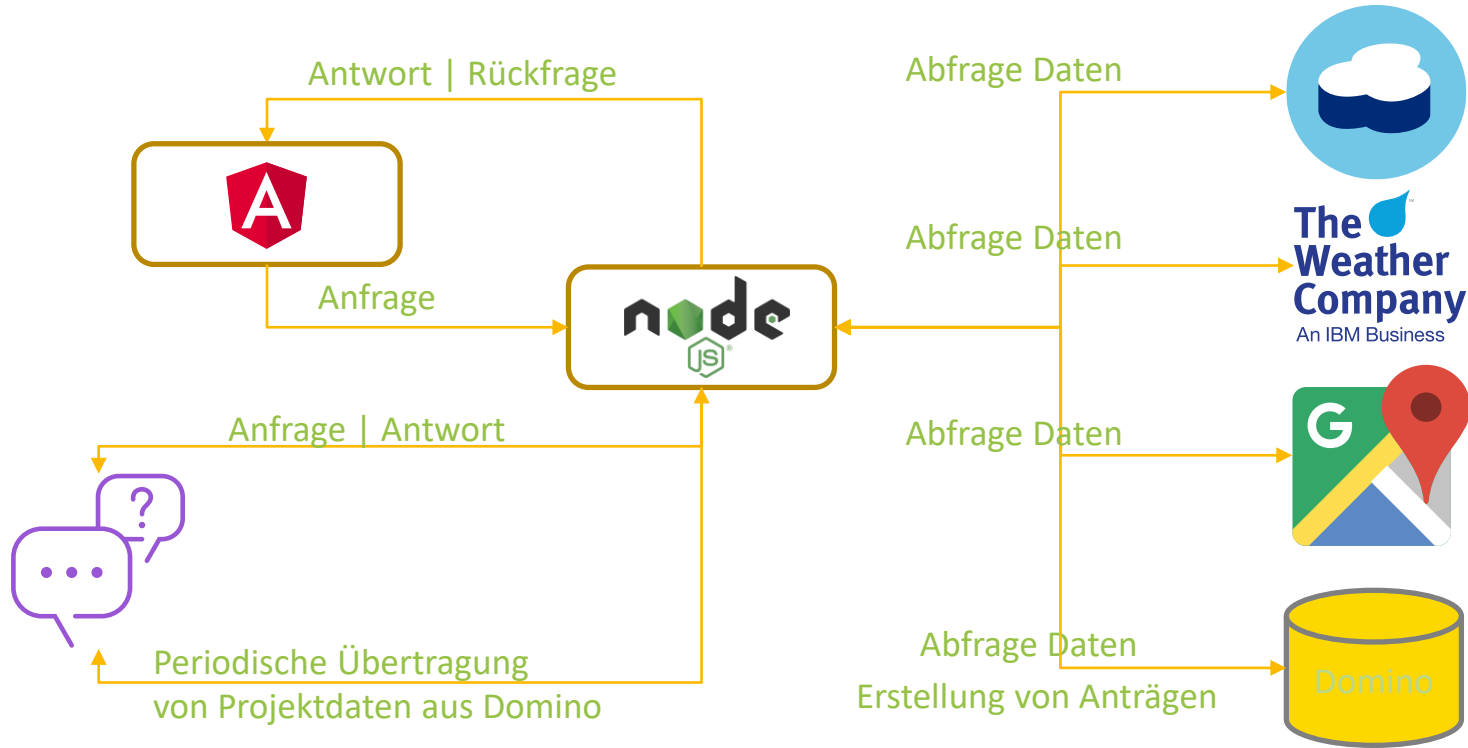 Antwort | Rückfrage
A
Anfrage
node
JS®
Anfrage | Antwort
?
Periodische Übertragung
von Projektdaten aus Domino
Abfrage Daten
Abfrage Daten
The
Weather
Company
An IBM Business
Abfrage Daten
G
Abfrage Daten
Erstellung von Anträgen
Domino